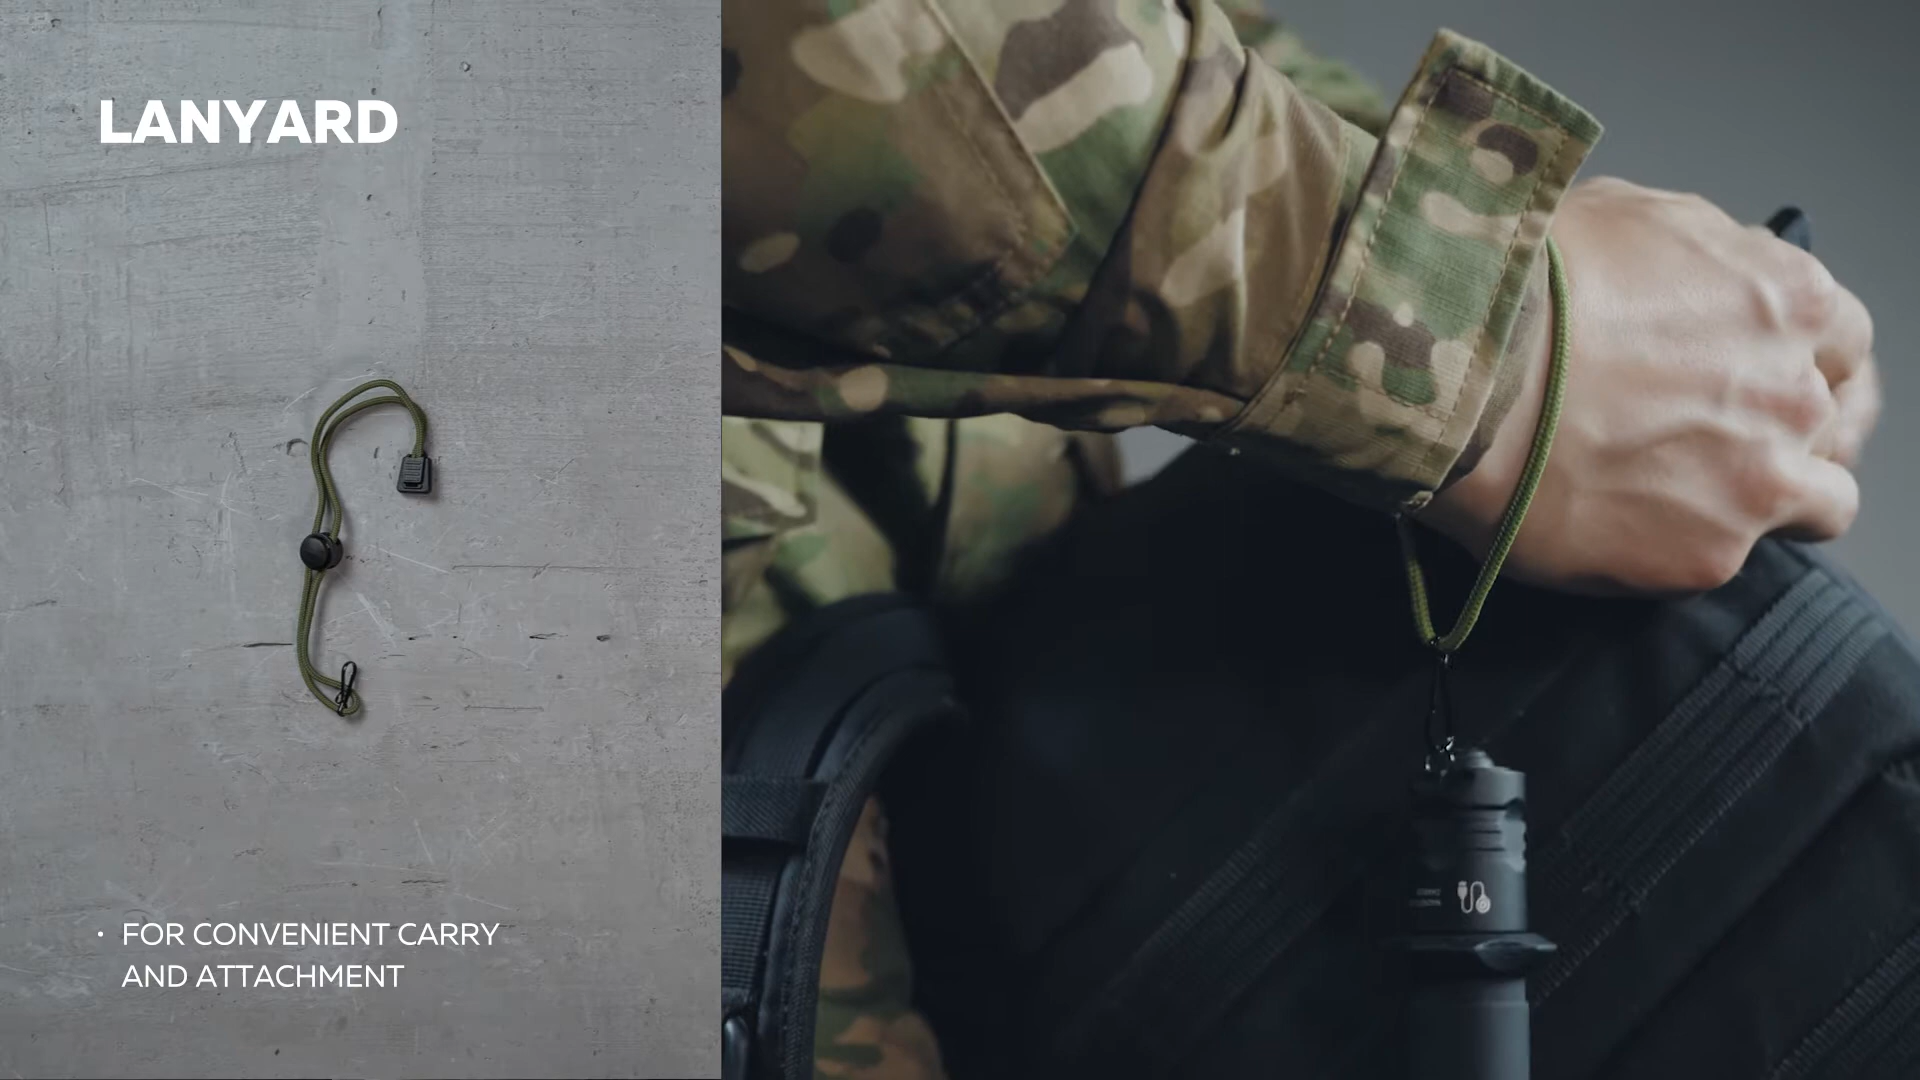 LANYARD
· FOR CONVENIENT CARRY
AND ATTACHMENT